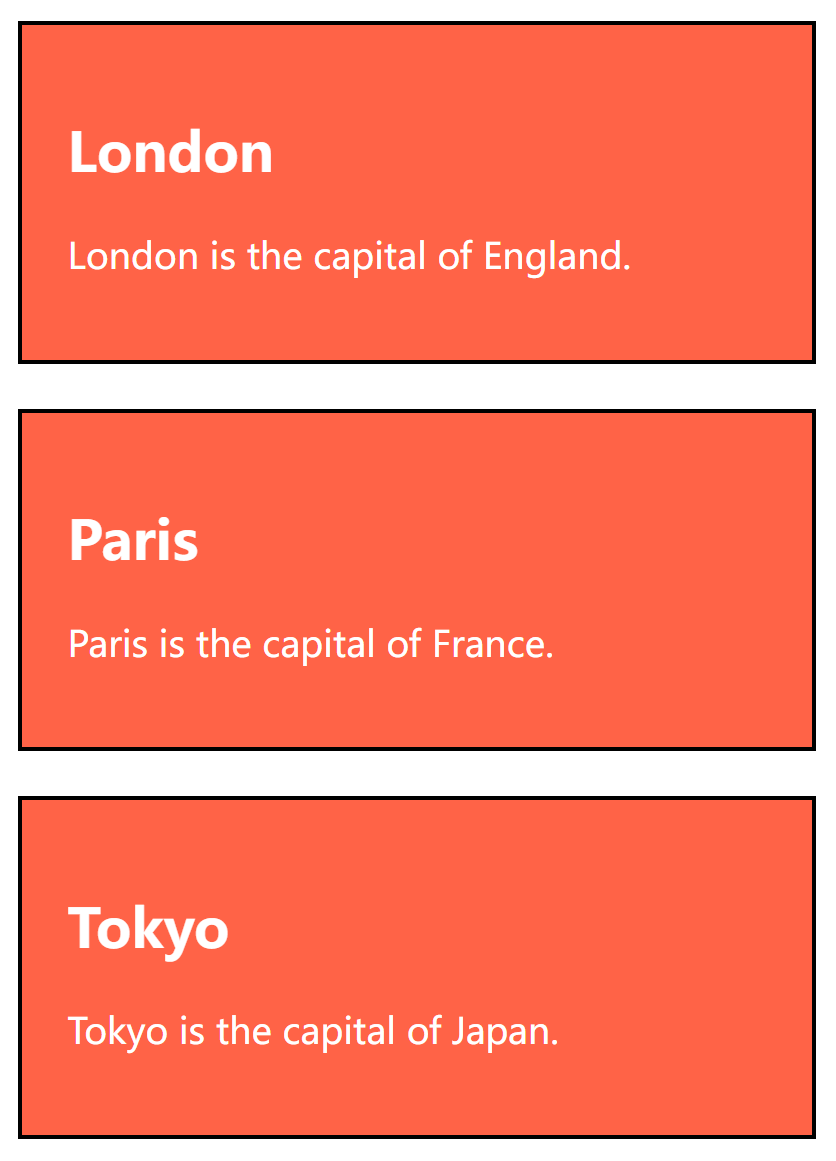 London
London is the capital of England.
Paris
Paris is the capital of France.
Tokyo
Tokyo is the capital of Japan.